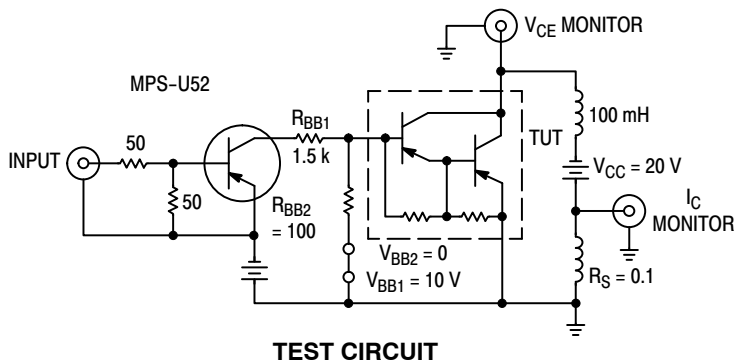 V_CE MONITOR
MPS-U52
R_BB1
1.5 k
50
INPUT
50
R_BB2
= 100
TUT
100 mH
V_CC = 20 V
I_C
MONITOR
V_BB2 = 0
V_BB1 = 10 V
R_S = 0.1
TEST CIRCUIT